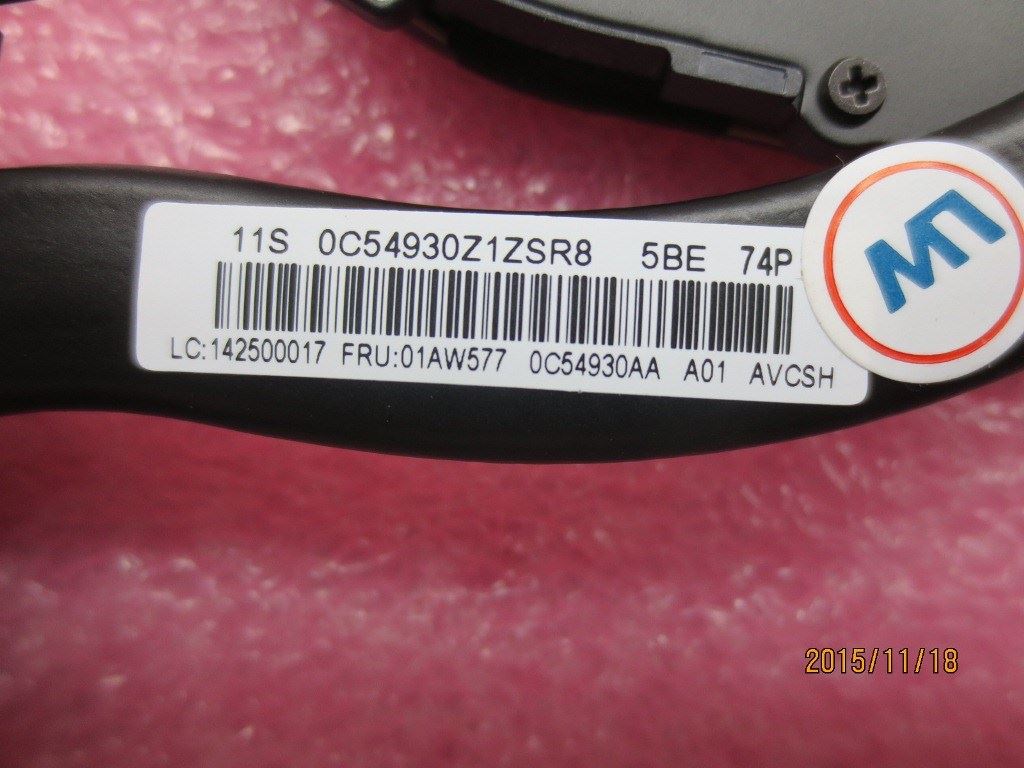 11S 0C54930Z1ZSR8 5BE 74P
LC:142500017 FRU:01AW577 0C54930AA A01 AVCSH
2015/11/18